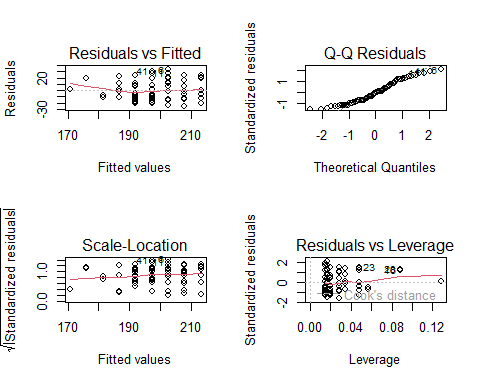 Residuals vs Fitted
Residuals
-30
20
170
190
210
Fitted values
Q-Q Residuals
Standardized residuals
-1
1
-2
-1
0
1
2
Theoretical Quantiles
Scale-Location
√|Standardized residuals|
0.0
1.0
170
190
210
Fitted values
Residuals vs Leverage
Standardized residuals
-2
0
2
23
Cook's distance
0.00
0.04
0.08
0.12
Leverage